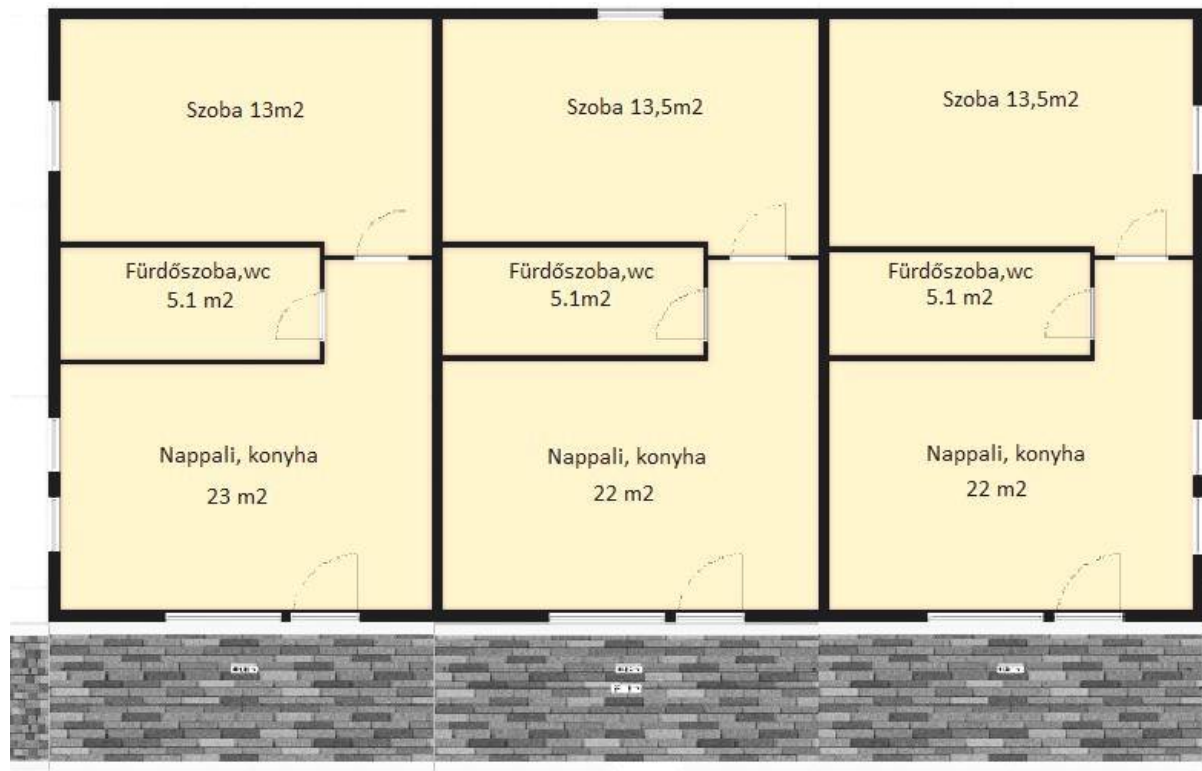 Szoba 13m2
Szoba 13,5m2
Szoba 13,5m2
Fürdőszoba,wc
5.1 m2
Fürdőszoba,wc
5.1m2
Fürdőszoba,wc
5.1 m2
Nappali, konyha
23 m2
Nappali, konyha
22 m2
Nappali, konyha
22 m2